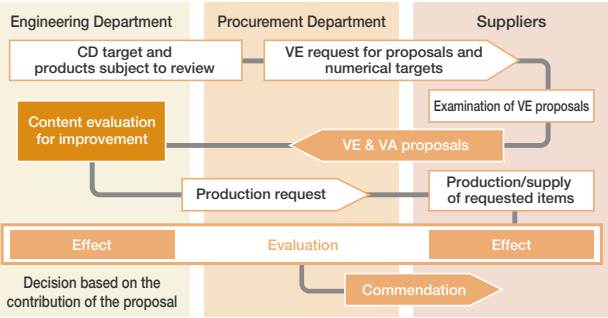 Engineering Department
Procurement Department
Suppliers
CD target and
products subject to review
VE request for proposals and
numerical targets
Examination of VE proposals
Content evaluation
for improvement
VE & VA proposals
Production request
Production/supply
of requested items
Effect
Evaluation
Effect
Decision based on the
contribution of the proposal
Commendation